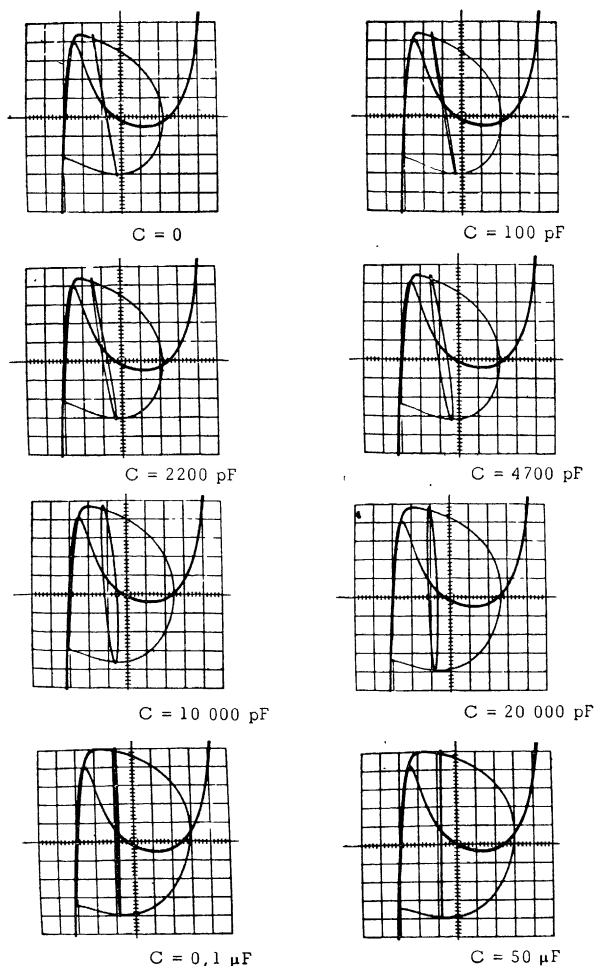 C = 0
C = 100 pF
C = 2200 pF
C = 4700 pF
C = 10 000 pF
C = 20 000 pF
C = 0,1 µF
C = 50 µF